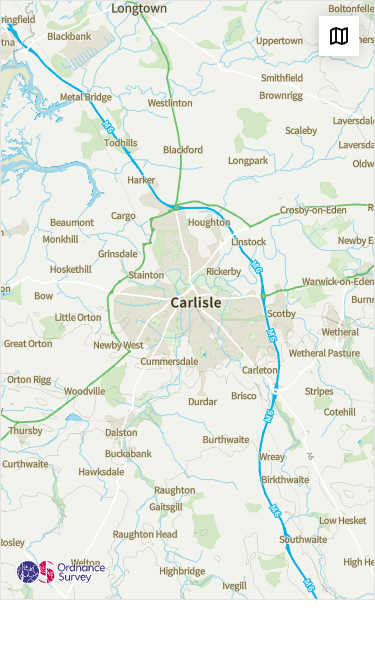 Longtown
Boltonfelle
ringfield
Blackbank
Uppertown
tna
Smithfield
Metal Bridge
Brownrigg
Westlinton
M6
Scaleby
Laversdal
Todhills
Blackford
Laversda
Longpark
Oldw
Harker
Cargo
Crosby-on-Eden
Beaumont
Houghton
Monkhill
Linstock
Newby E
Grinsdale
M6
Hoskethill
Stainton
Rickerby
Warwick-on-Eden
Bow
Carlisle
Burn
Little Orton
Scotby
Great Orton
Newby West
M6
Wetheral
Wetheral Pasture
Cummersdale
Carleton
Orton Rigg
Woodville
Brisco
Stripes
Durdar
M6
Cotehill
Thursby
Dalston
Burthwaite
Buckabank
Wreay
Curthwaite
Hawksdale
Birkthwaite
Raughton
Gaitsgill
M6
Low Hesket
Raughton Head
Southwaite
Rosley
Welton
High He
Highbridge
Ordnance
Survey
Ivegill
M6